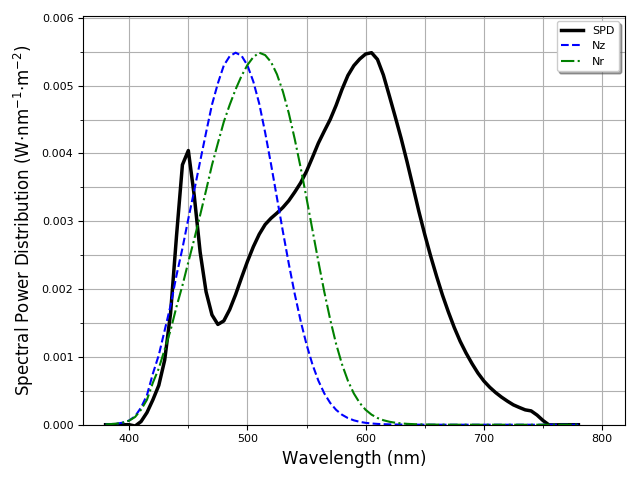 0.006
0.005
0.004
0.003
0.002
0.001
0.000
Spectral Power Distribution (W·nm⁻¹·m⁻²)
SPD
Nz
Nr
400 500 600 700 800
Wavelength (nm)